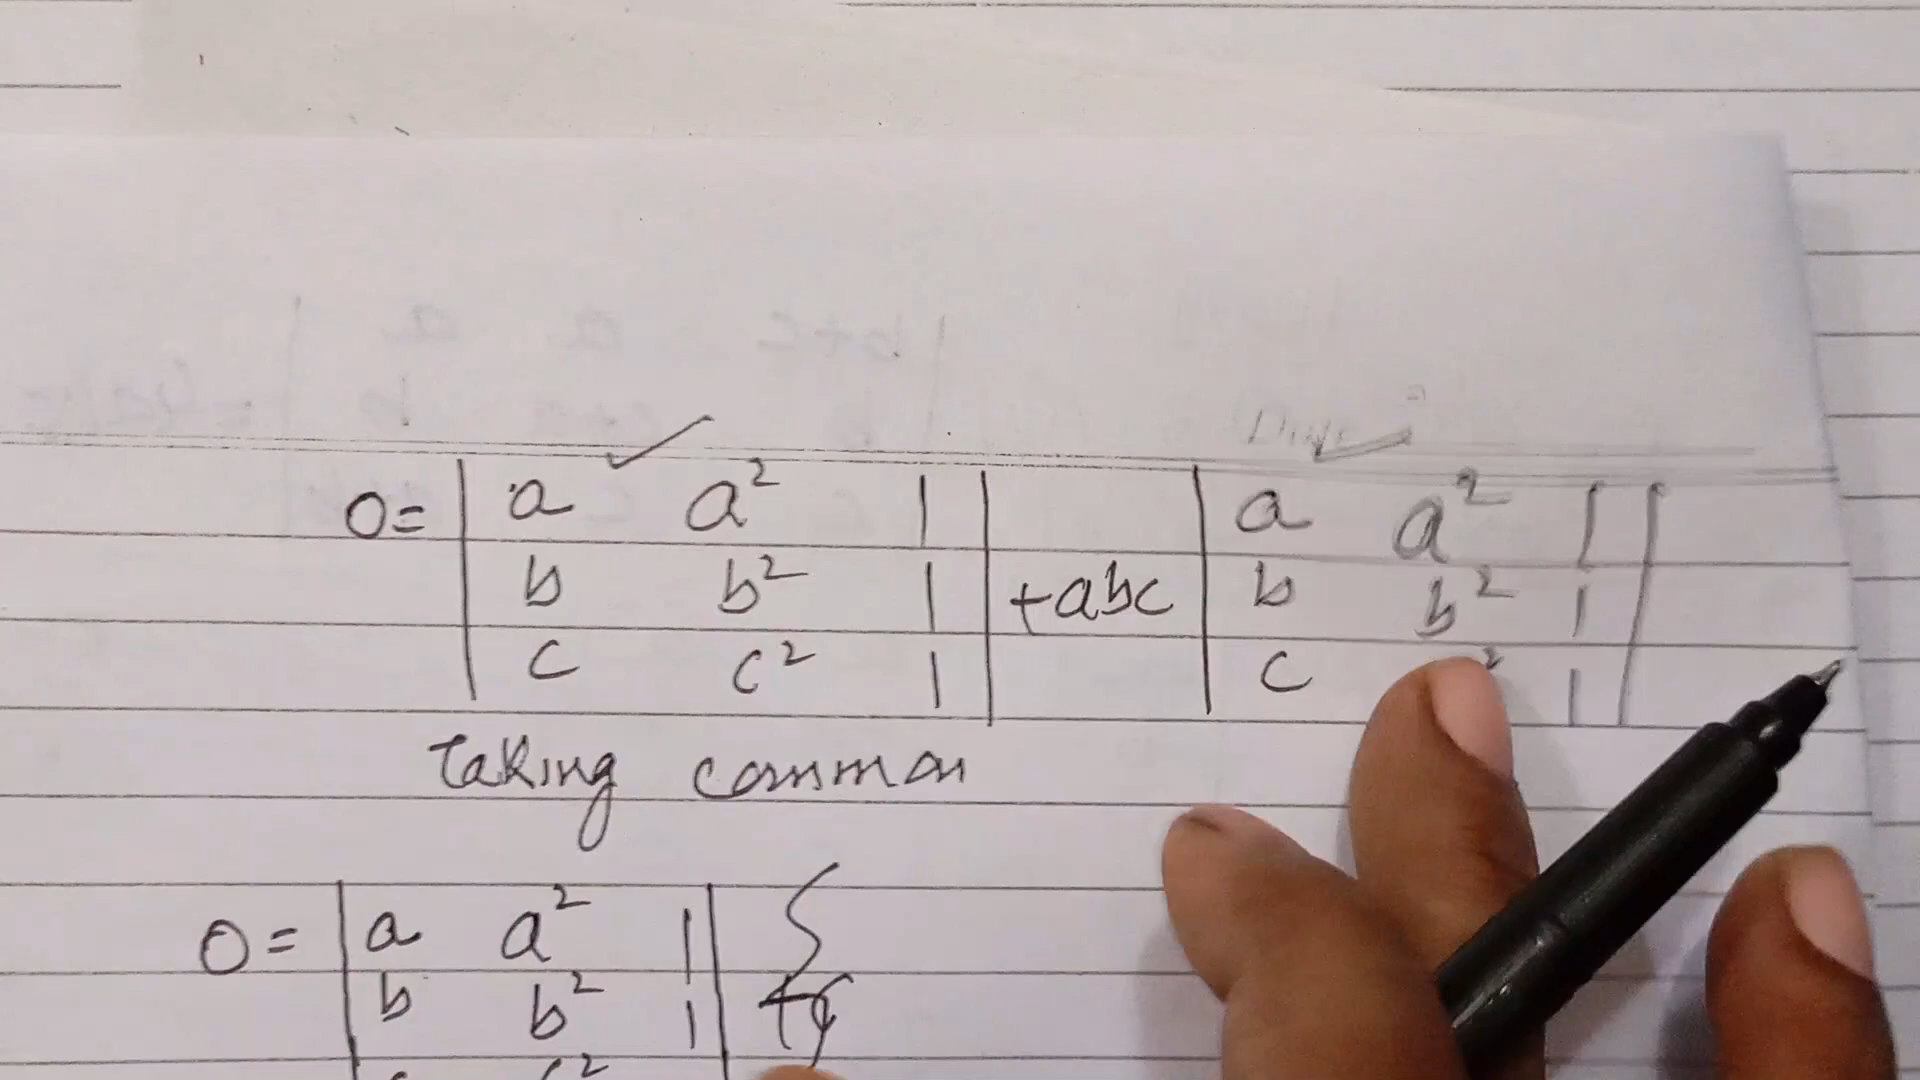 0= | a a² 1 | | a a² 1 |
| b b² 1 | +abc | b b² 1 |
| c c² 1 | | c ² 1 |
Taking common
0 = | a a² 1 | {
| b b² 1 |